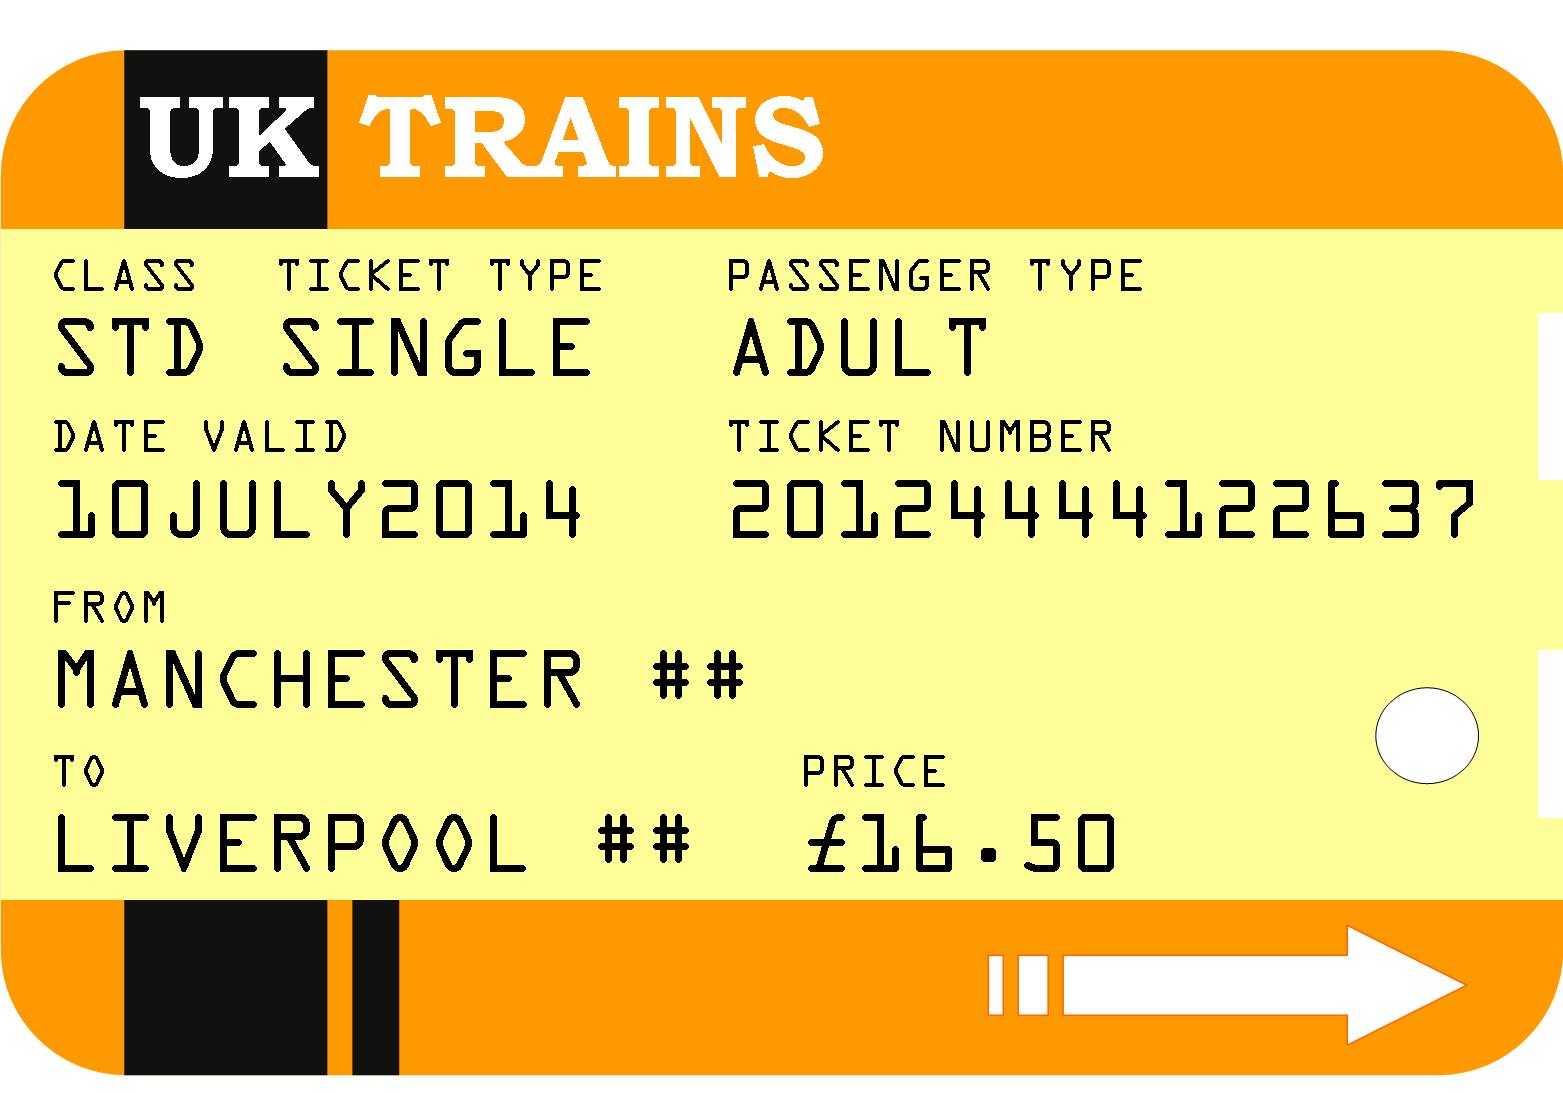 UK TRAINS
CLASS TICKET TYPE PASSENGER TYPE
STD SINGLE ADULT
DATE VALID TICKET NUMBER
10JULY2014 20124444122637
FROM
MANCHESTER ##
TO PRICE
LIVERPOOL ## £16.50